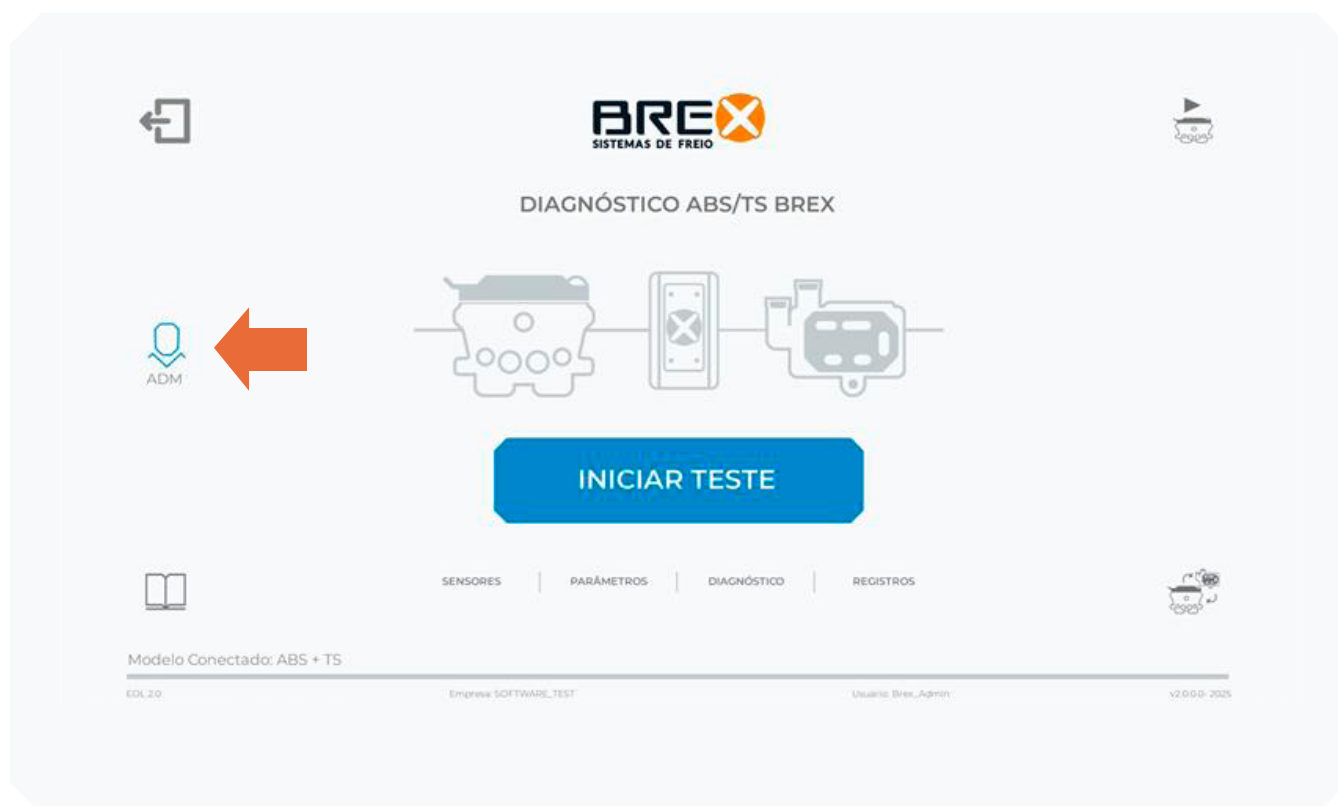 BREX
SISTEMAS DE FREIO
DIAGNÓSTICO ABS/TS BREX
ADM
INICIAR TESTE
SENSORES | PARÂMETROS | DIAGNÓSTICO | REGISTROS
Modelo Conectado: ABS + TS
EOL 2.0 Empresa: SOFTWARE_TEST Usuário: Brex_Admin v2.0.0.0- 2025